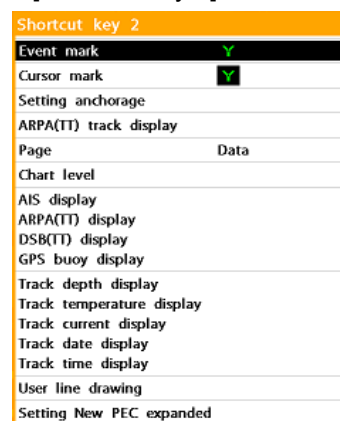 Shortcut key 2
Event mark Y
Cursor mark Y
Setting anchorage
ARPA(TT) track display
Page Data
Chart level
AIS display
ARPA(TT) display
DSB(TT) display
GPS buoy display
Track depth display
Track temperature display
Track current display
Track date display
Track time display
User line drawing
Setting New PEC expanded